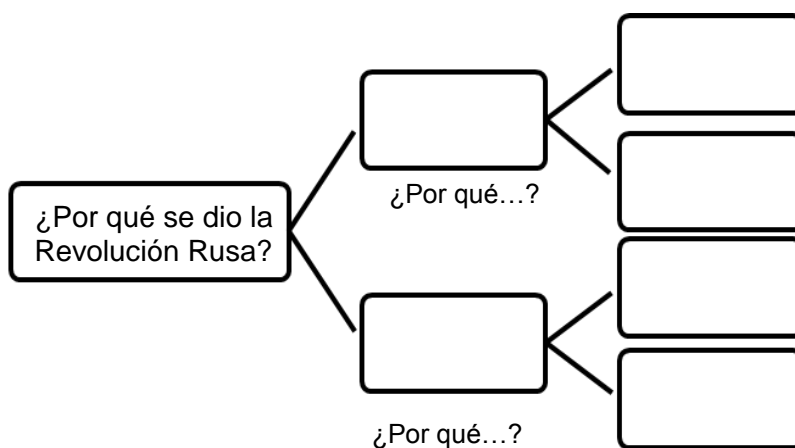 ¿Por qué se dio la
Revolución Rusa?
¿Por qué…?
¿Por qué…?